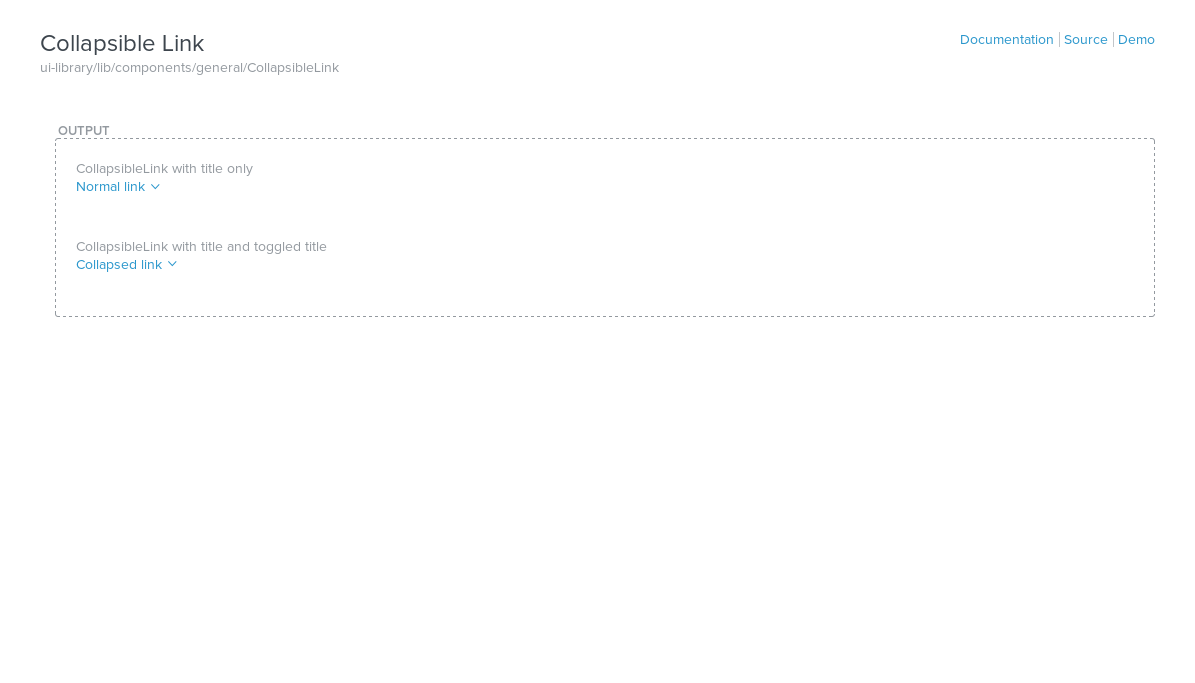 Collapsible Link
Documentation Source Demo
ui-library/lib/components/general/CollapsibleLink
OUTPUT
CollapsibleLink with title only
Normal link
CollapsibleLink with title and toggled title
Collapsed link